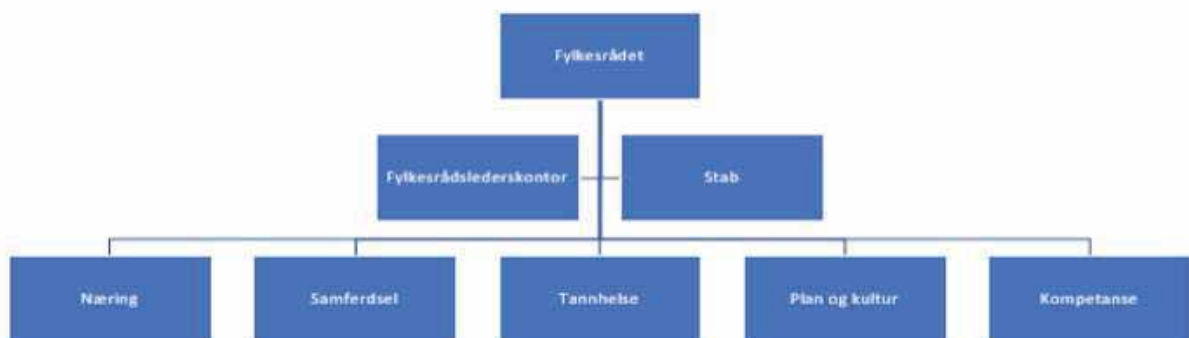 Fylkesrådet
Fylkesrådslederskontor
Stab
Næring
Samferdsel
Tannhelse
Plan og kultur
Kompetanse